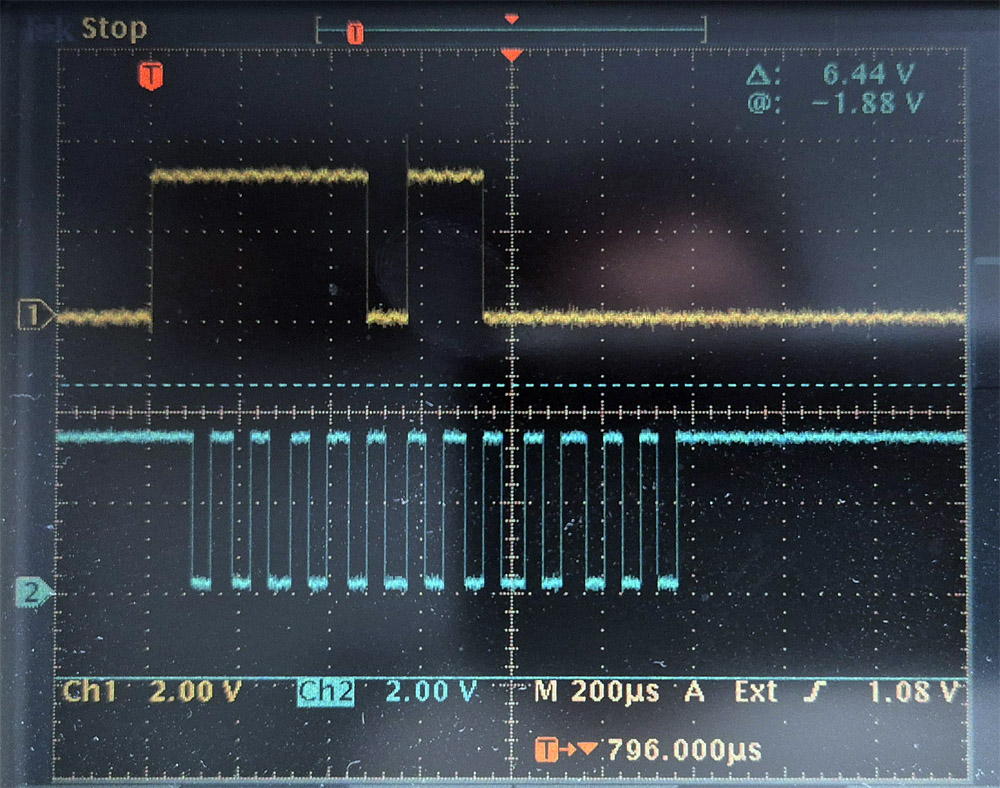 Tek Stop
T
T
Δ: 6.44 V
@: -1.88 V
1
2
Ch1 2.00 V Ch2 2.00 V M 200µs A Ext ƒ 1.08 V
T→▼ 796.000µs